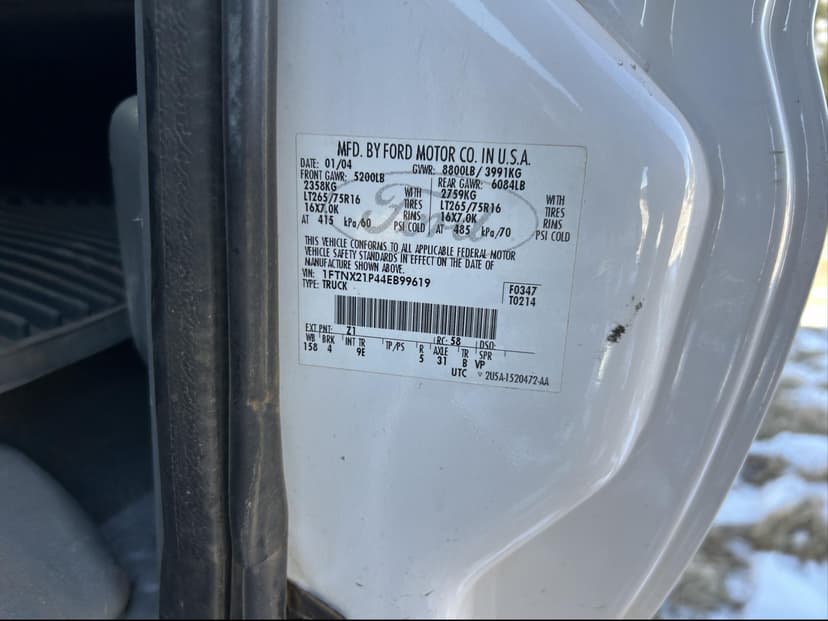 MFD. BY FORD MOTOR CO. IN U.S.A.
DATE: 01/04 GVWR: 8800LB/3991KG
FRONT GAWR: 5200LB REAR GAWR: 6084LB
2358KG WITH 2759KG WITH
LT265/75R16 TIRES LT265/75R16 TIRES
16X7.0K RIMS 16X7.0K RIMS
AT 415 kPa/60 PSI COLD AT 485 kPa/70 PSI COLD
Ford
THIS VEHICLE CONFORMS TO ALL APPLICABLE FEDERAL MOTOR
VEHICLE SAFETY STANDARDS IN EFFECT ON THE DATE OF
MANUFACTURE SHOWN ABOVE.
VIN: 1FTNX21P44EB99619 F0347
TYPE: TRUCK T0214
EXT PNT: Z1 RC: 58 DSO:
WB BRK INT TR TP/PS R AXLE TR SPR
158 4 9E 5 31 B VP
UTC 2U5A-1520472-AA